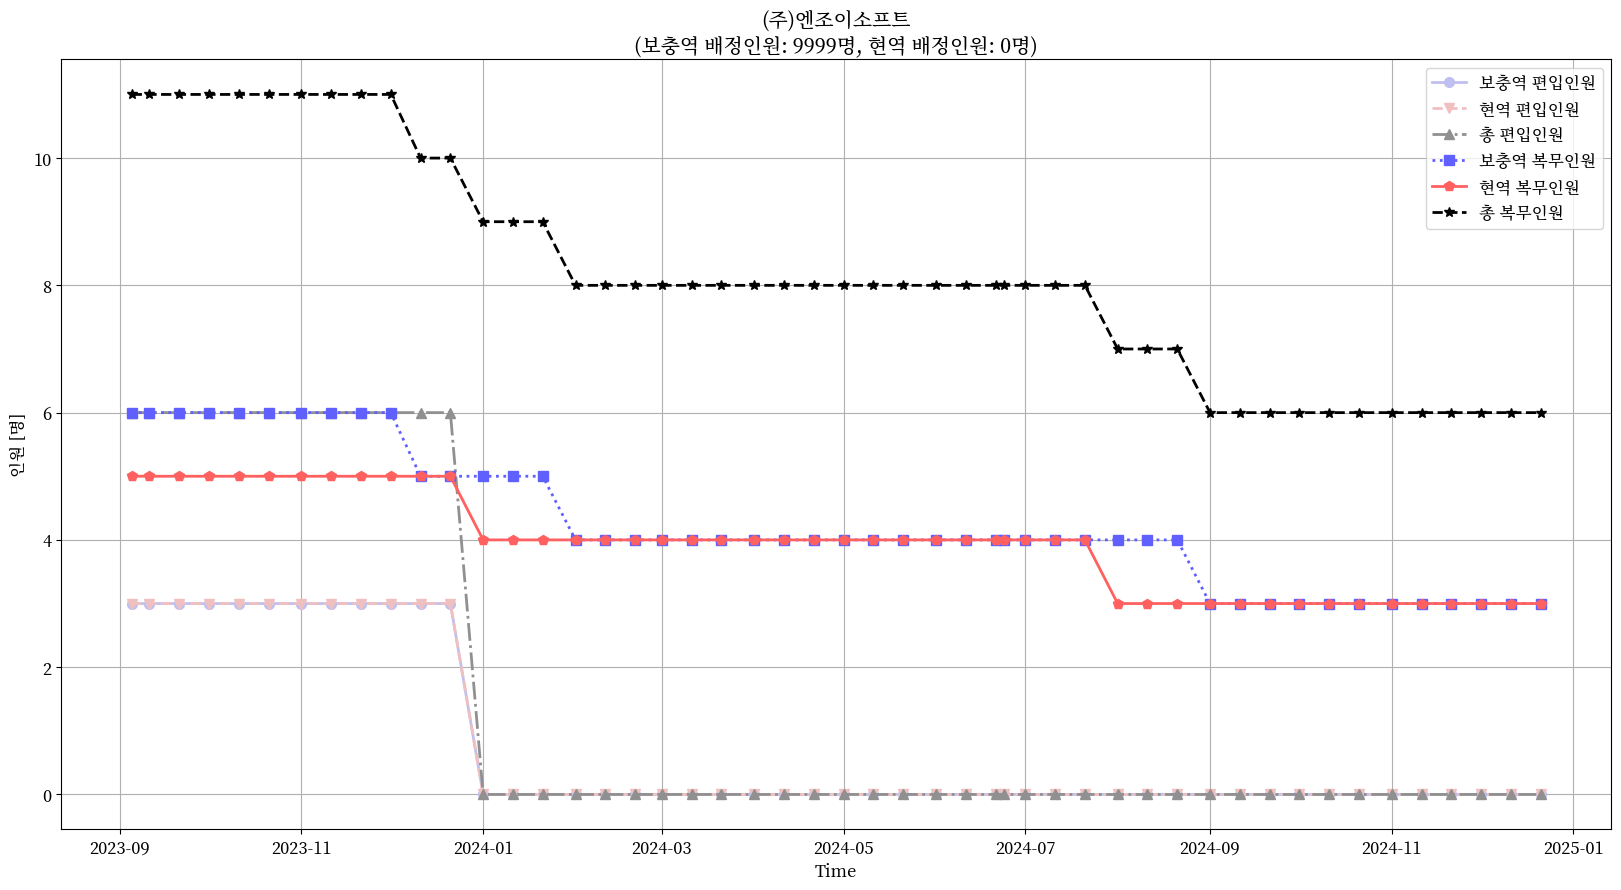 (주)엔조이소프트
(보충역 배정인원: 9999명, 현역 배정인원: 0명)
보충역 편입인원
현역 편입인원
총 편입인원
보충역 복무인원
현역 복무인원
총 복무인원
인원 [명]
10
8
6
4
2
0
2023-09 2023-11 2024-01 2024-03 2024-05 2024-07 2024-09 2024-11 2025-01
Time